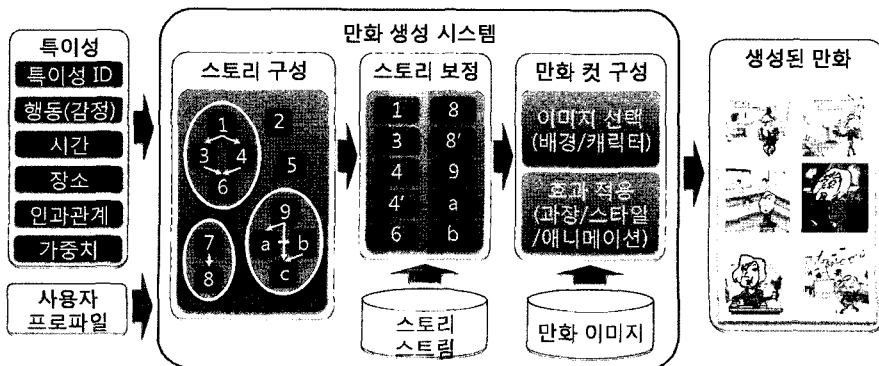 특이성
특이성 ID
행동(감정)
시간
장소
인과관계
가중치
사용자
프로파일
만화 생성 시스템
스토리 구성
1
2
3
4
5
6
7
8
9
a
b
c
스토리 보정
1
8
3
8'
4
9
4'
a
6
b
스토리
스트림
만화 컷 구성
이미지 선택
(배경/캐릭터)
효과 적용
(과장/스타일
/애니메이션)
만화 이미지
생성된 만화